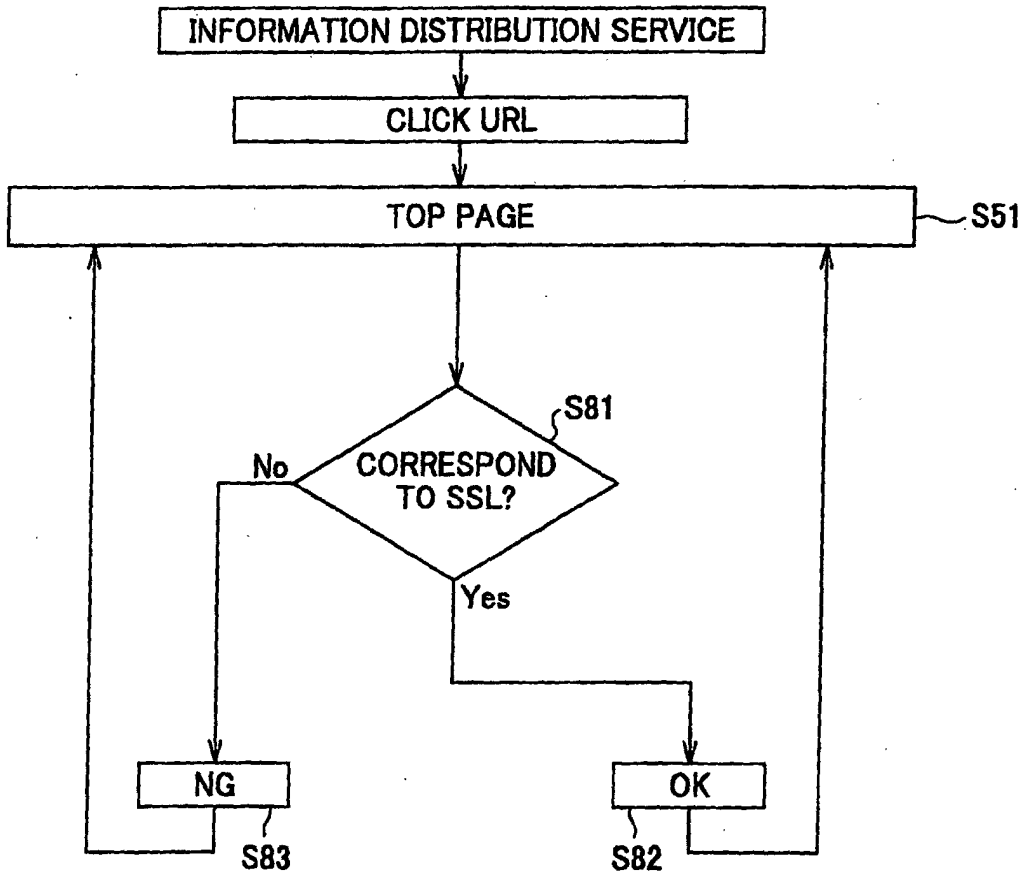 INFORMATION DISTRIBUTION SERVICE
CLICK URL
TOP PAGE
S51
S81
No
CORRESPOND
TO SSL?
Yes
NG
OK
S83
S82